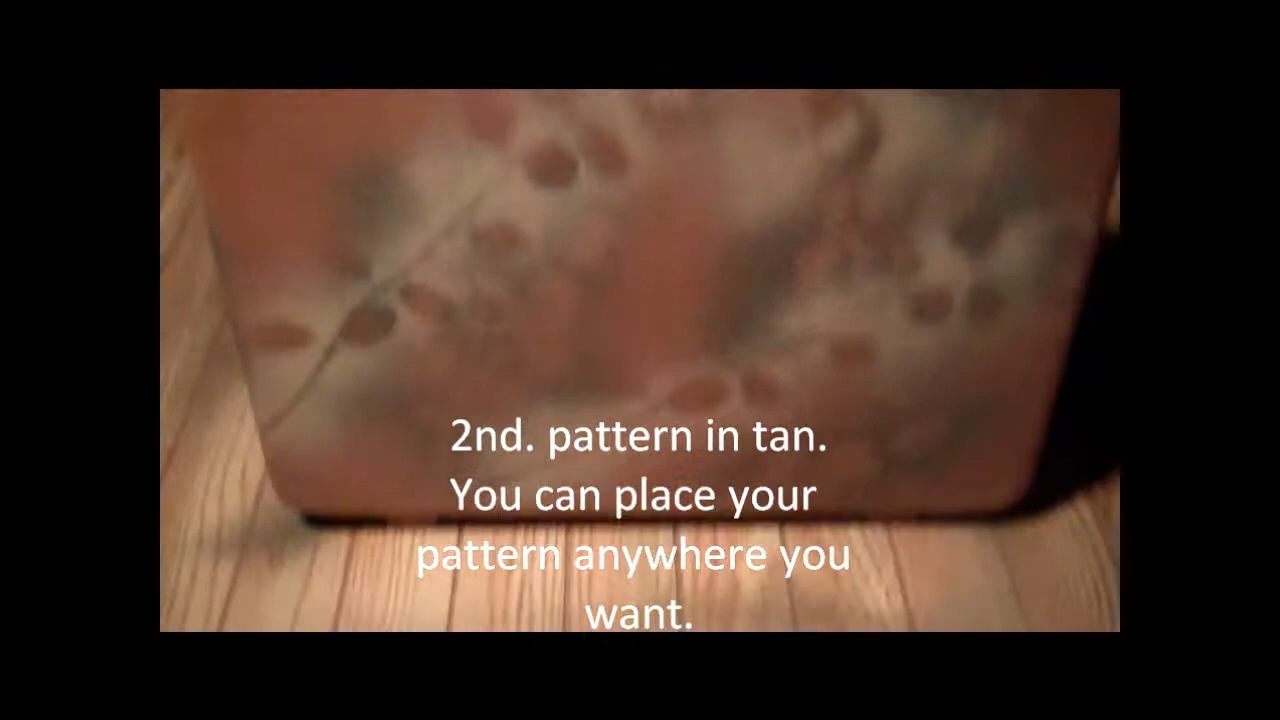 2nd. pattern in tan.
You can place your
pattern anywhere you
want.